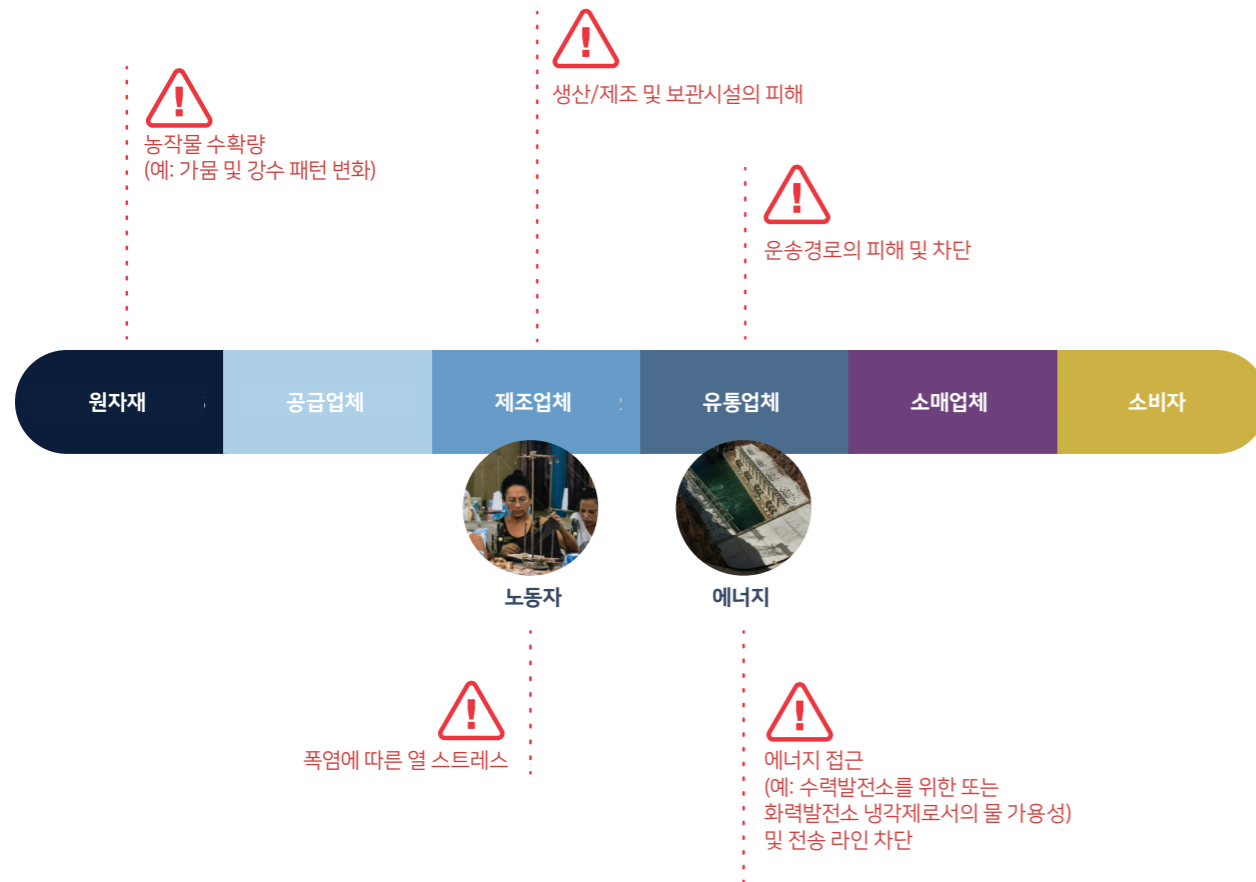 생산/제조 및 보관시설의 피해
농작물 수확량
(예: 가뭄 및 강수 패턴 변화)
운송경로의 피해 및 차단
원자재
공급업체
제조업체
유통업체
소매업체
소비자
노동자
에너지
폭염에 따른 열 스트레스
에너지 접근
(예: 수력발전소를 위한 또는
화력발전소 냉각제로서의 물 가용성)
및 전송 라인 차단